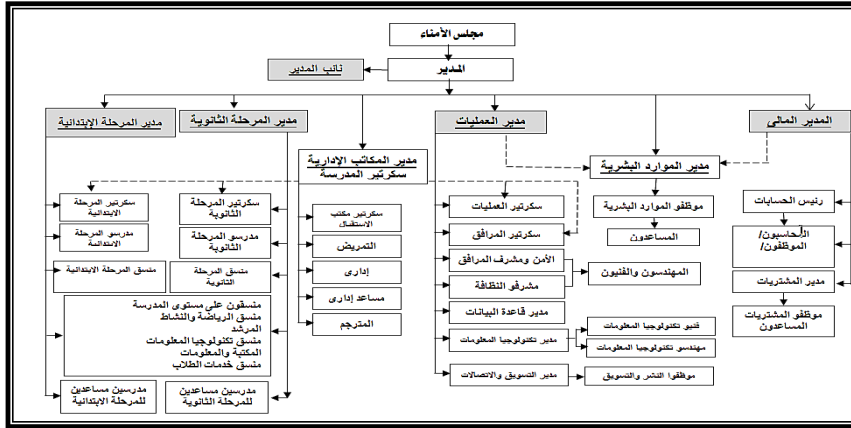 مجلس الأمناء
المدير
نائب المدير
المدير المالى
مدير العمليات
مدير المرحلة الثانوية
مدير المرحلة الإبتدائية
مدير الموارد البشرية
مدير المكاتب الإدارية
سكرتير المدرسة
رئيس الحسابات
المحاسبون/
الموظفون/
مدير المشتريات
موظفو المشتريات
المساعدون
موظفو الموارد البشرية
المساعدون
سكرتير العمليات
سكرتير المرافق
الأمن ومشرف المرافق
مشرفو النظافة
المهندسون والفنيون
مدير قاعدة البيانات
مدير تكنولوجيا المعلومات
فنيو تكنولوجيا المعلومات
مهندسو تكنولوجيا المعلومات
مدير التسويق والاتصالات
موظفوا النشر والتسويق
سكرتير مكتب
الاستقبال
التمريض
إدارى
مساعد إدارى
المترجم
سكرتير المرحلة
الثانوية
مدرسو المرحلة
الثانوية
منسق المرحلة
الثانوية
سكرتير المرحلة
الابتدائية
مدرسو المرحلة
الابتدائية
منسق المرحلة الابتدائية
منسقون على مستوى المدرسة
منسق الرياضة والنشاط
المرشد
منسق تكنولوجيا المعلومات
المكتبة والمعلومات
منسق خدمات الطلاب
مدرسين مساعدين
للمرحلة الثانوية
مدرسين مساعدين
للمرحلة الإبتدائية